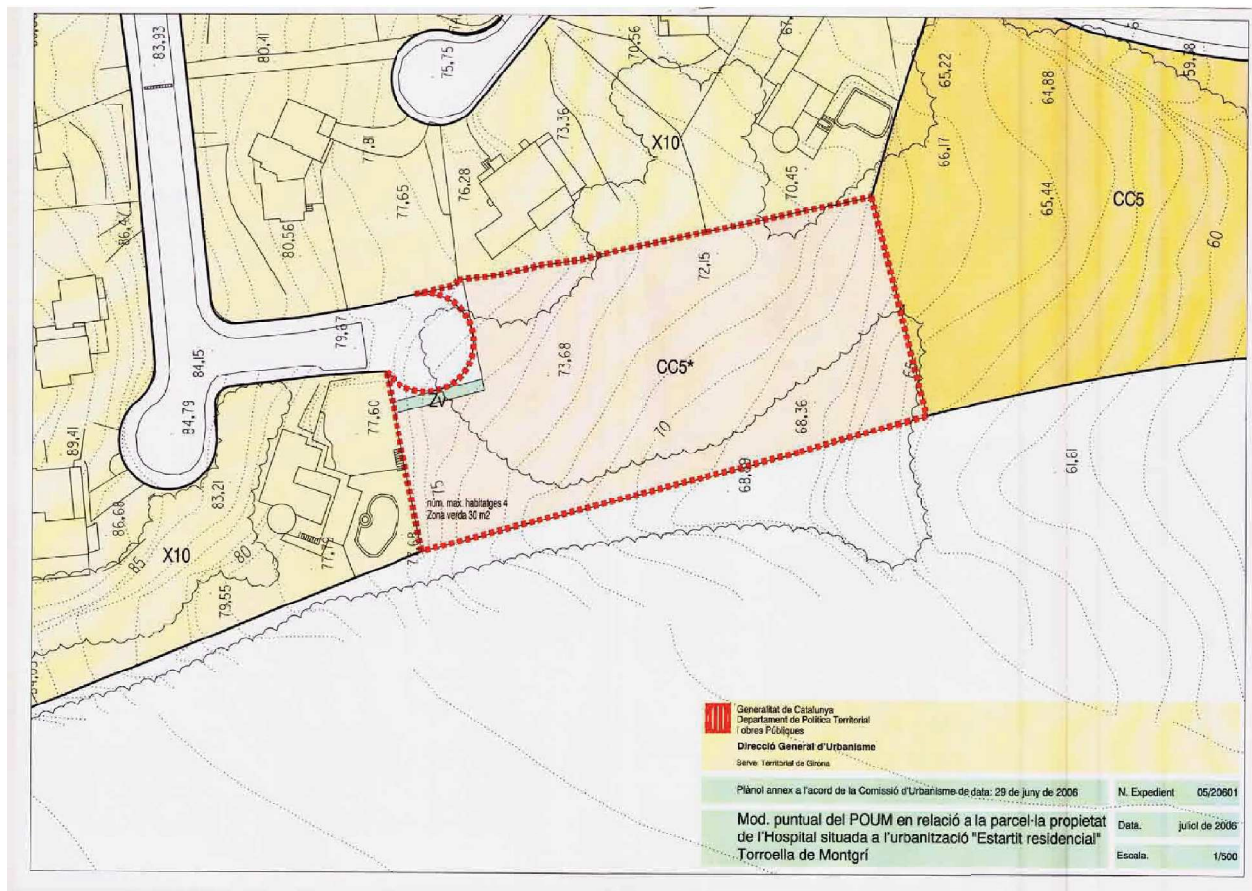 83,93
80,41
75,75
70,56
67,
65,22
64,88
59,78
77,81
73,36
X10
66,17
76,28
70,45
77,65
65,44
CC5
80,56
60
72,15
79,67
84,15
73,68
CC5*
84,79
ZV
77,60
70
68,36
89,41
83,21
75
68,89
61,61
núm. max. habitatges 4
Zona verda 30 m2
86,68
X10
85
80
79,55
Generalitat de Catalunya
Departament de Política Territorial
i obres Públiques
Direcció General d'Urbanisme
Servei Territorial de Girona
Plànol annex a l'acord de la Comissió d'Urbanisme de data: 29 de juny de 2006
N. Expedient 05/20601
Mod. puntual del POUM en relació a la parcel·la propietat
de l'Hospital situada a l'urbanització "Estartit residencial"
Torroella de Montgrí
Data. juliol de 2006
Escala. 1/500